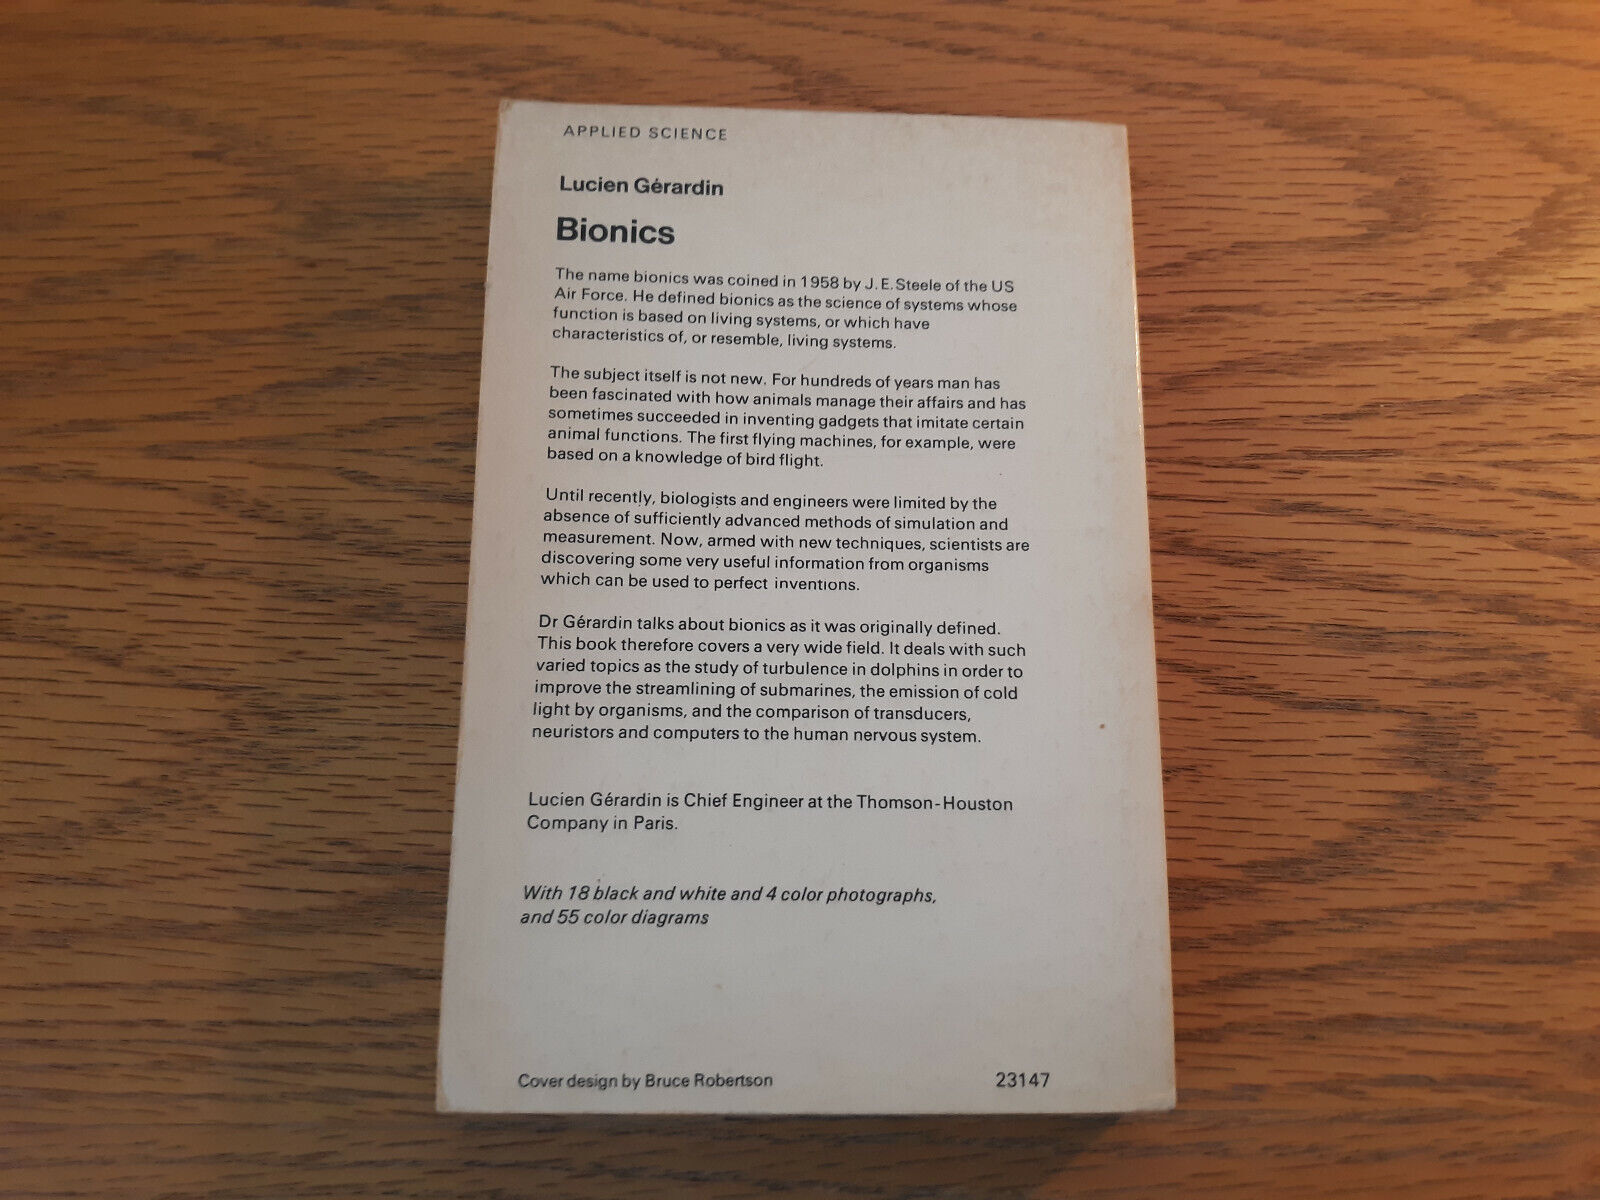 APPLIED SCIENCE
Lucien Gérardin
Bionics
The name bionics was coined in 1958 by J. E. Steele of the US
Air Force. He defined bionics as the science of systems whose
function is based on living systems, or which have
characteristics of, or resemble, living systems.
The subject itself is not new. For hundreds of years man has
been fascinated with how animals manage their affairs and has
sometimes succeeded in inventing gadgets that imitate certain
animal functions. The first flying machines, for example, were
based on a knowledge of bird flight.
Until recently, biologists and engineers were limited by the
absence of sufficiently advanced methods of simulation and
measurement. Now, armed with new techniques, scientists are
discovering some very useful information from organisms
which can be used to perfect inventions.
Dr Gérardin talks about bionics as it was originally defined.
This book therefore covers a very wide field. It deals with such
varied topics as the study of turbulence in dolphins in order to
improve the streamlining of submarines, the emission of cold
light by organisms, and the comparison of transducers,
neuristors and computers to the human nervous system.
Lucien Gérardin is Chief Engineer at the Thomson-Houston
Company in Paris.
With 18 black and white and 4 color photographs,
and 55 color diagrams
Cover design by Bruce Robertson 23147